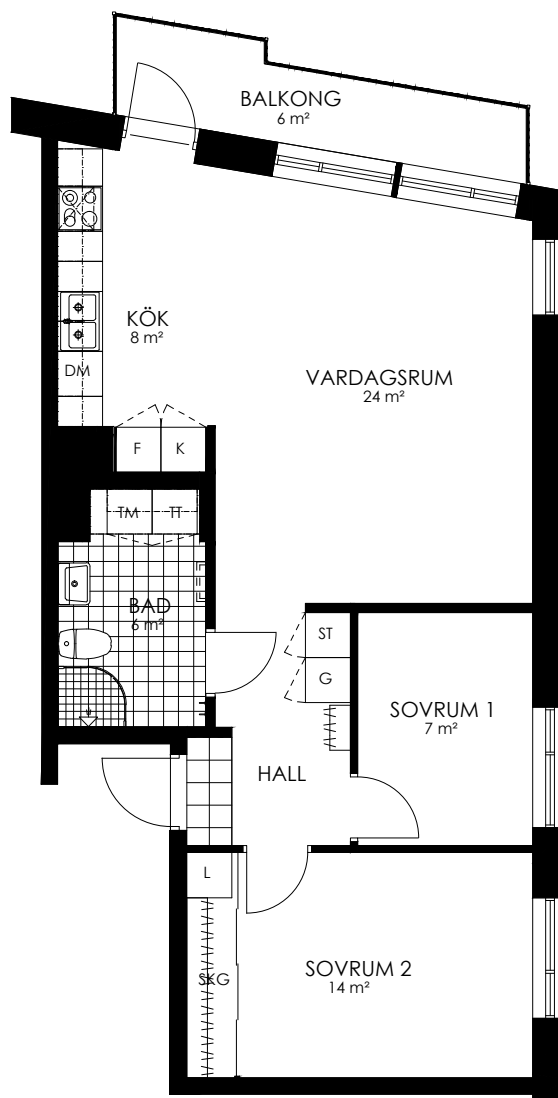 BALKONG
6 m²
KÖK
8 m²
DM
VARDAGSRUM
24 m²
F
K
TM
TT
BAD
6 m²
ST
G
SOVRUM 1
7 m²
HALL
L
SKG
SOVRUM 2
14 m²